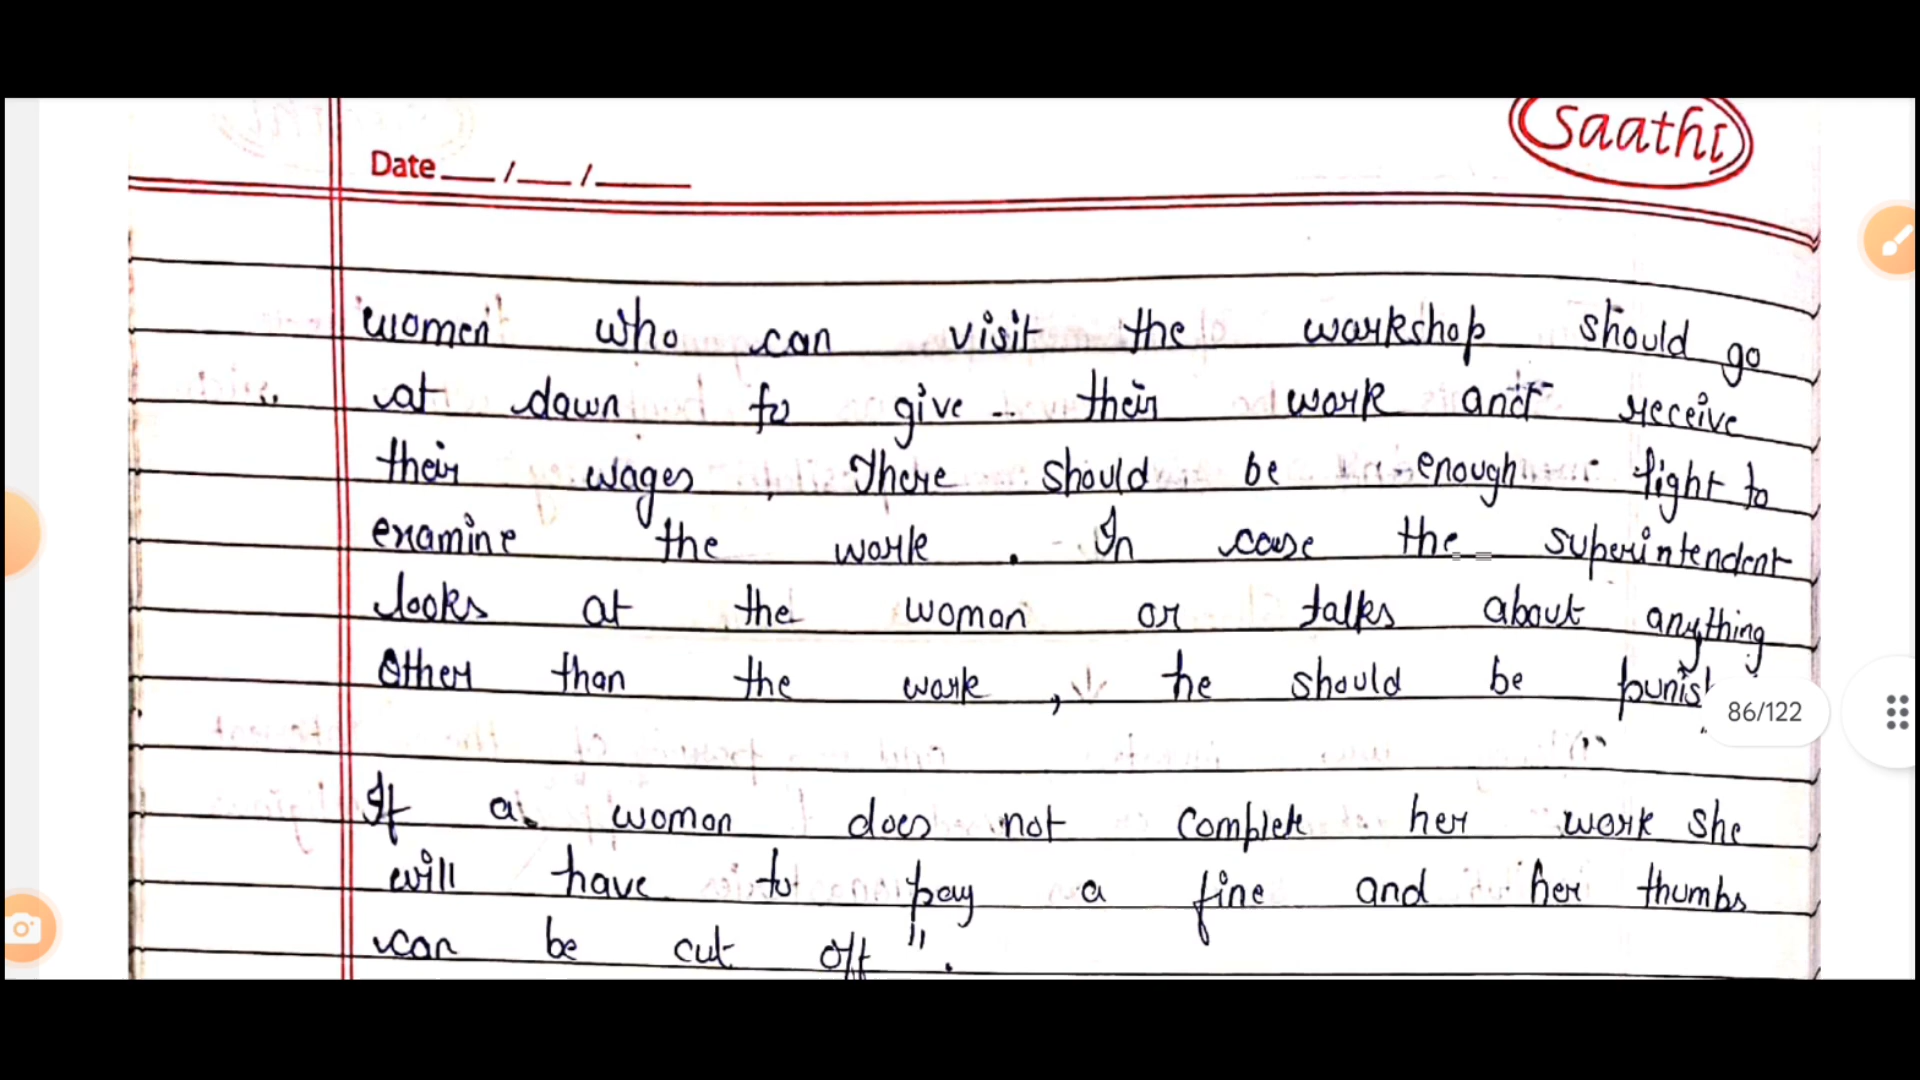 Saathi
Date __/__/____
'women' who can visit the workshop should go
at dawn to give their work and receive
their wages. There should be enough light to
examine the work. In case the superintendent
looks at the woman or talks about anything
other than the work, he should be
86/122
If a woman does not complete her work she
will have to pay a fine and her thumbs
can be cut off".